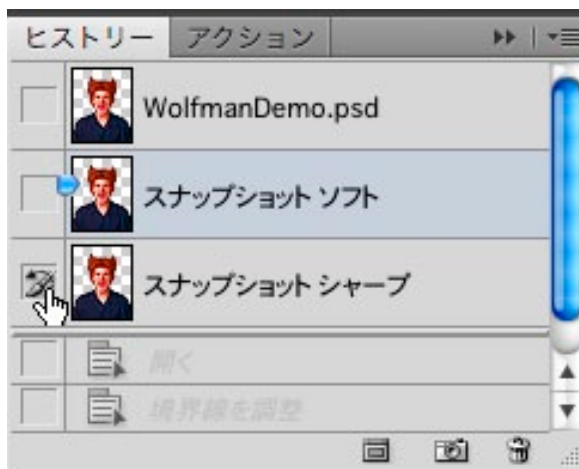 ヒストリー アクション
WolfmanDemo.psd
スナップショット ソフト
スナップショット シャープ
開く
境界線を調整